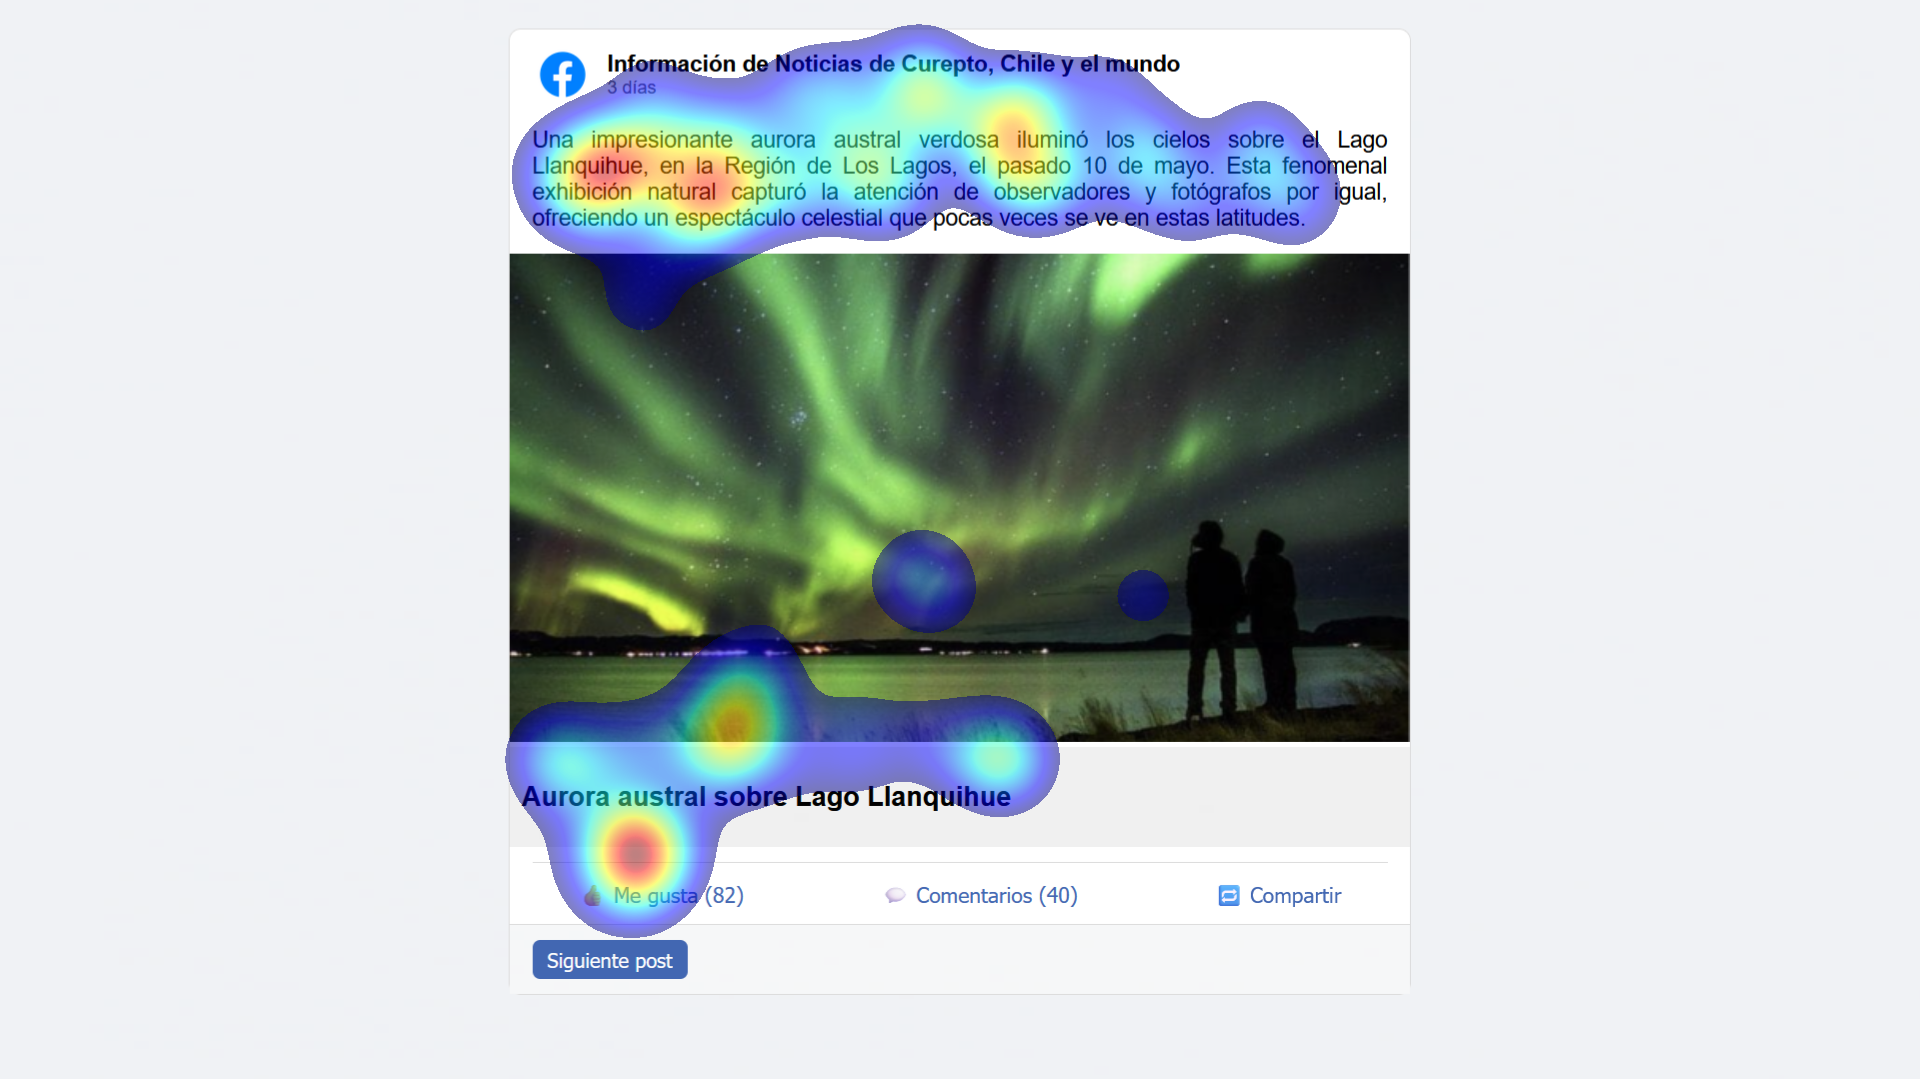 Información de Noticias de Curepto, Chile y el mundo
3 días
Una impresionante aurora austral verdosa iluminó los cielos sobre el Lago
Llanquihue, en la Región de Los Lagos, el pasado 10 de mayo. Esta fenomenal
exhibición natural capturó la atención de observadores y fotógrafos por igual,
ofreciendo un espectáculo celestial que pocas veces se ve en estas latitudes.
Aurora austral sobre Lago Llanquihue
Me gusta (82) Comentarios (40) Compartir
Siguiente post